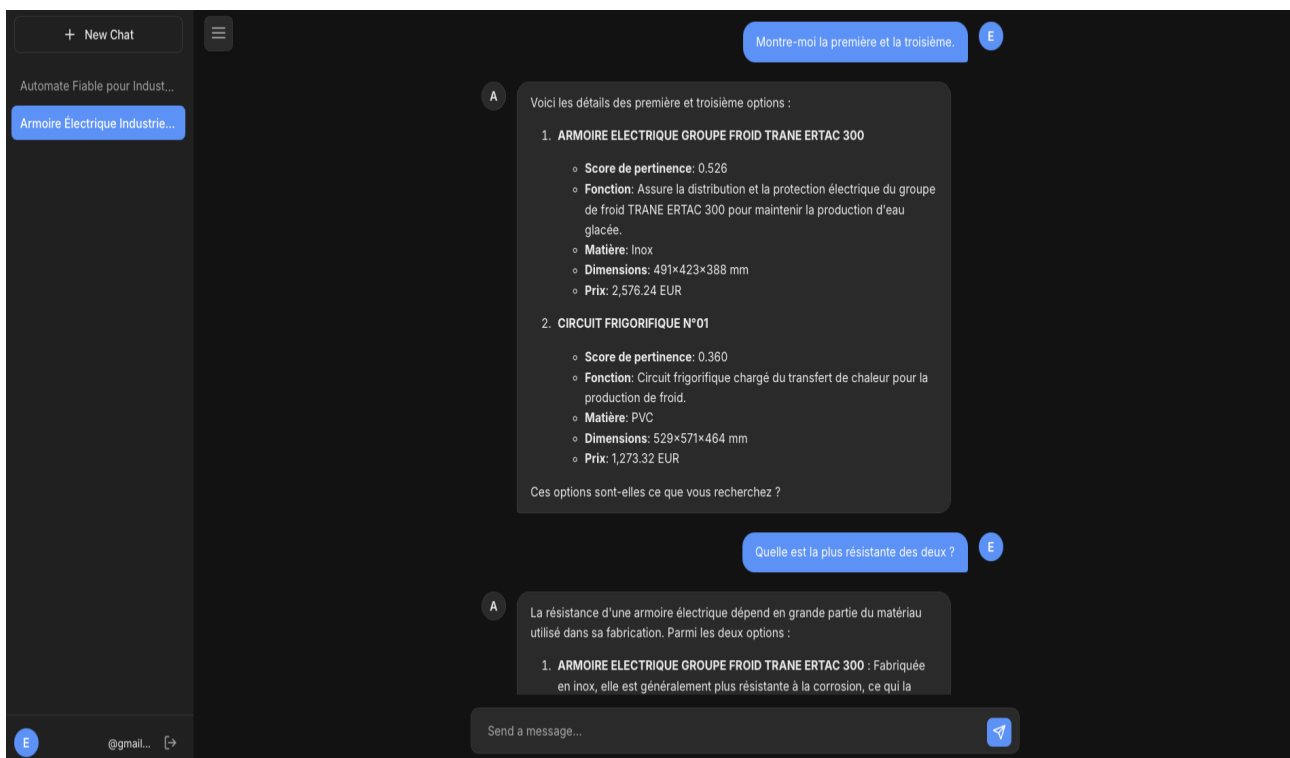 New Chat
Automate Fiable pour Indust...
Armoire Électrique Industrie...
E
@gmail...
Montre-moi la première et la troisième.
E
A
Voici les détails des première et troisième options :
1. ARMOIRE ELECTRIQUE GROUPE FROID TRANE ERTAC 300
Score de pertinence: 0.526
Fonction: Assure la distribution et la protection électrique du groupe
de froid TRANE ERTAC 300 pour maintenir la production d'eau
glacée.
Matière: Inox
Dimensions: 491×423×388 mm
Prix: 2,576.24 EUR
2. CIRCUIT FRIGORIFIQUE N°01
Score de pertinence: 0.360
Fonction: Circuit frigorifique chargé du transfert de chaleur pour la
production de froid.
Matière: PVC
Dimensions: 529×571×464 mm
Prix: 1,273.32 EUR
Ces options sont-elles ce que vous recherchez ?
Quelle est la plus résistante des deux ?
E
A
La résistance d'une armoire électrique dépend en grande partie du matériau
utilisé dans sa fabrication. Parmi les deux options :
1. ARMOIRE ELECTRIQUE GROUPE FROID TRANE ERTAC 300 : Fabriquée
en inox, elle est généralement plus résistante à la corrosion, ce qui la
Send a message...